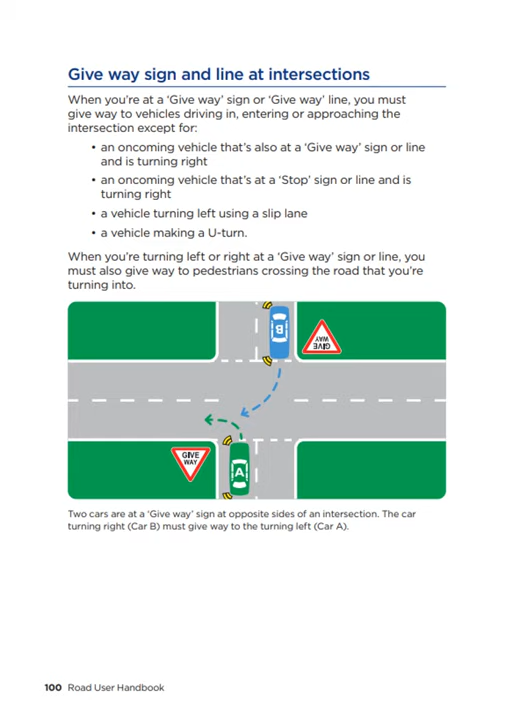 Give way sign and line at intersections
When you're at a 'Give way' sign or 'Give way' line, you must
give way to vehicles driving in, entering or approaching the
intersection except for:
• an oncoming vehicle that's also at a 'Give way' sign or line
and is turning right
• an oncoming vehicle that's at a 'Stop' sign or line and is
turning right
• a vehicle turning left using a slip lane
• a vehicle making a U-turn.
When you're turning left or right at a 'Give way' sign or line, you
must also give way to pedestrians crossing the road that you're
turning into.
B
GIVE
WAY
GIVE
WAY
A
Two cars are at a 'Give way' sign at opposite sides of an intersection. The car
turning right (Car B) must give way to the turning left (Car A).
100 Road User Handbook